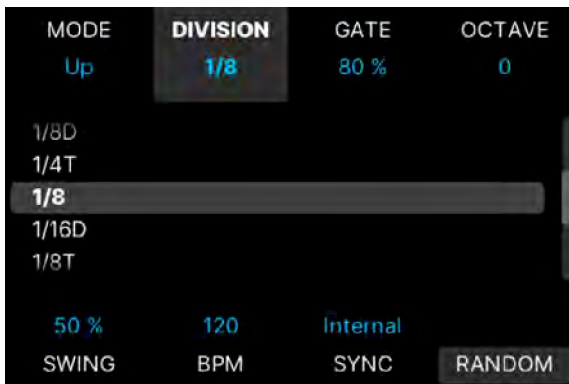 MODE DIVISION GATE OCTAVE
Up 1/8 80 % 0
1/8D
1/4T
1/8
1/16D
1/8T
50 % 120 Internal
SWING BPM SYNC RANDOM